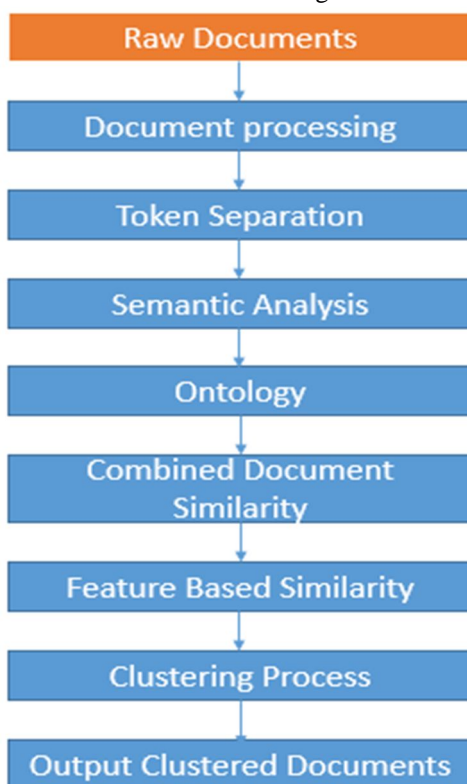 Raw Documents
Document processing
Token Separation
Semantic Analysis
Ontology
Combined Document
Similarity
Feature Based Similarity
Clustering Process
Output Clustered Documents